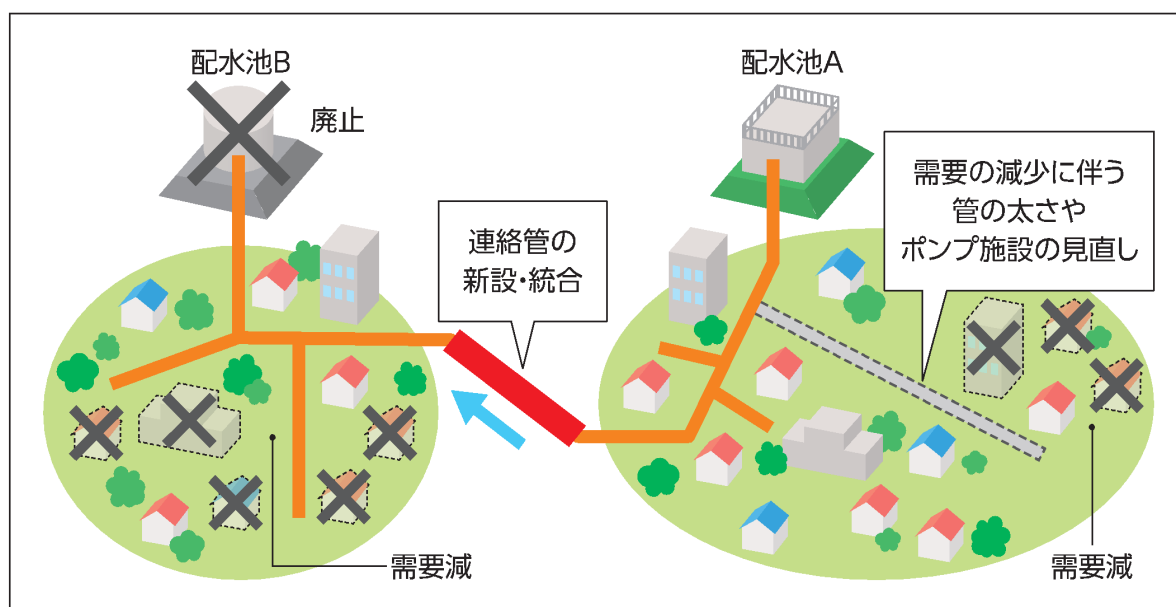 配水池B
廃止
配水池A
連絡管の
新設・統合
需要の減少に伴う
管の太さや
ポンプ施設の見直し
需要減
需要減